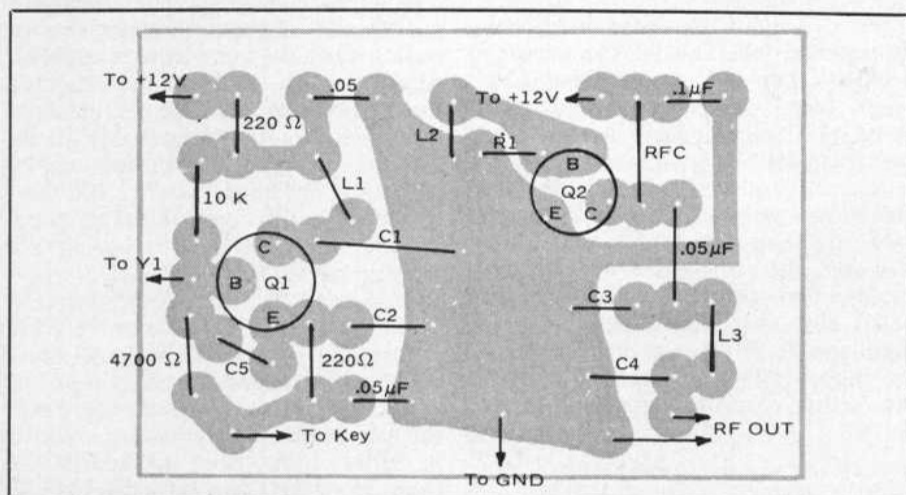 To +12V
.05
To +12V
.1µF
220 Ω
L2
R1
B
RFC
10 K
L1
Q2
E
C
C
C1
.05µF
To Y1
B
Q1
E
C2
C3
L3
4700 Ω
C5
220Ω
C4
.05µF
To Key
RF OUT
To GND